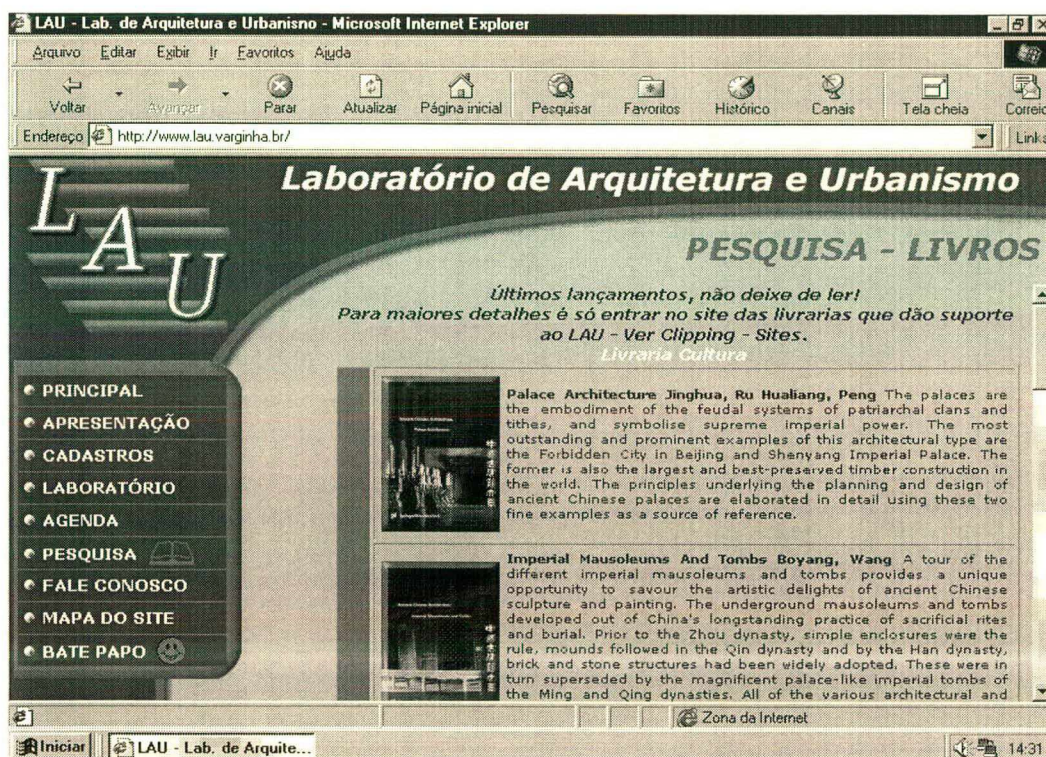 LAU - Lab. de Arquitetura e Urbanisno - Microsoft Internet Explorer
Arquivo Editar Exibir Ir Favoritos Ajuda
Voltar Avançar Parar Atualizar Página inicial Pesquisar Favoritos Histórico Canais Tela cheia Correio
Endereço http://www.lau.varginha.br/ Links
LAU
Laboratório de Arquitetura e Urbanismo
PESQUISA - LIVROS
Últimos lançamentos, não deixe de ler!
Para maiores detalhes é só entrar no site das livrarias que dão suporte
ao LAU - Ver Clipping - Sites.
Livraria Cultura
PRINCIPAL
APRESENTAÇÃO
CADASTROS
LABORATÓRIO
AGENDA
PESQUISA
FALE CONOSCO
MAPA DO SITE
BATE PAPO
Palace Architecture Jinghua, Ru Hualiang, Peng The palaces are
the embodiment of the feudal systems of patriarchal clans and
tithes, and symbolise supreme imperial power. The most
outstanding and prominent examples of this architectural type are
the Forbidden City in Beijing and Shenyang Imperial Palace. The
former is also the largest and best-preserved timber construction in
the world. The principles underlying the planning and design of
ancient Chinese palaces are elaborated in detail using these two
fine examples as a source of reference.
Imperial Mausoleums And Tombs Boyang, Wang A tour of the
different imperial mausoleums and tombs provides a unique
opportunity to savour the artistic delights of ancient Chinese
sculpture and painting. The underground mausoleums and tombs
developed out of China's longstanding practice of sacrificial rites
and burial. Prior to the Zhou dynasty, simple enclosures were the
rule, mounds followed in the Qin dynasty and by the Han dynasty,
brick and stone structures had been widely adopted. These were in
turn superseded by the magnificent palace-like imperial tombs of
the Ming and Qing dynasties. All of the various architectural and
Zona da Internet
Iniciar LAU - Lab. de Arquite... 14:31